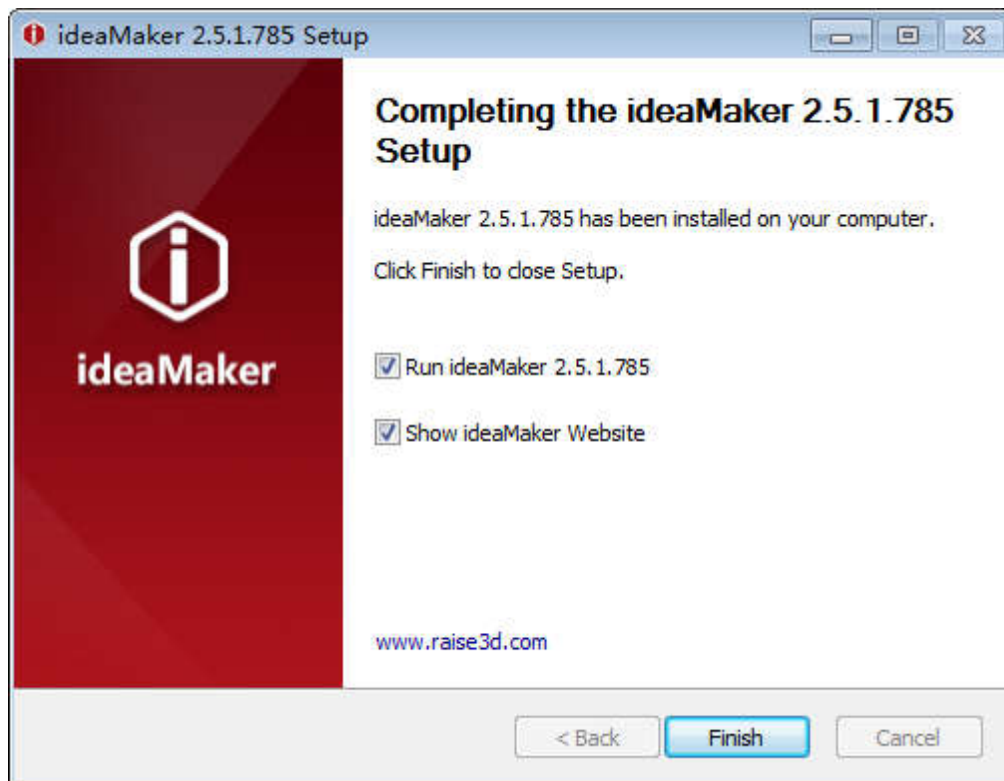 ideaMaker 2.5.1.785 Setup
ideaMaker
Completing the ideaMaker 2.5.1.785
Setup
ideaMaker 2.5.1.785 has been installed on your computer.
Click Finish to close Setup.
Run ideaMaker 2.5.1.785
Show ideaMaker Website
www.raise3d.com
< Back
Finish
Cancel